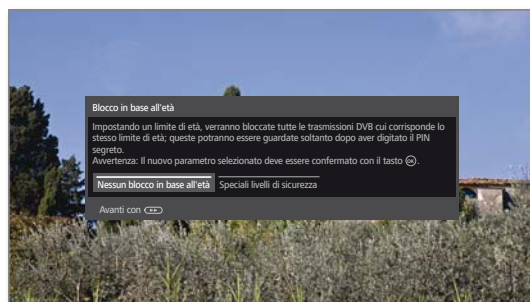 Blocco in base all'età
Impostando un limite di età, verranno bloccate tutte le trasmissioni DVB cui corrisponde lo
stesso limite di età; queste potranno essere guardate soltanto dopo aver digitato il PIN
segreto.
Avvertenza: Il nuovo parametro selezionato deve essere confermato con il tasto OK.
Nessun blocco in base all'età Speciali livelli di sicurezza
Avanti con